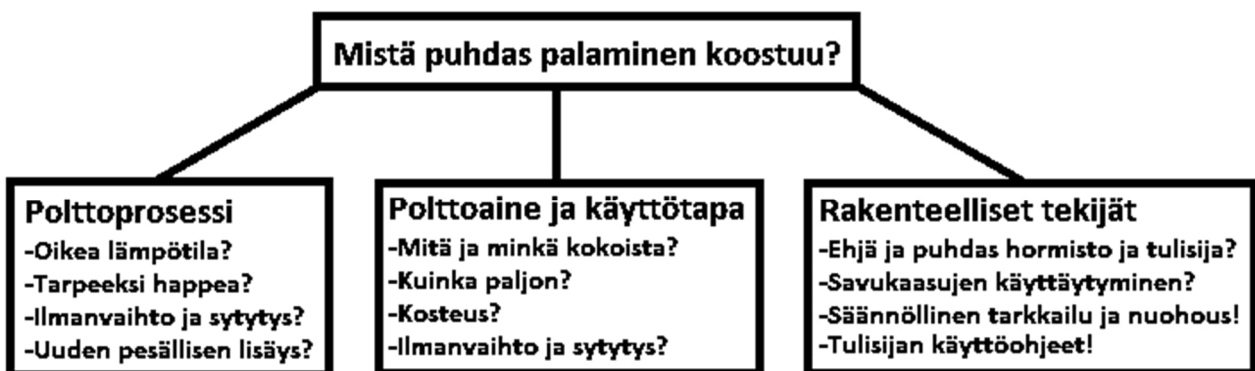 Mistä puhdas palaminen koostuu?
Polttoprosessi
-Oikea lämpötila?
-Tarpeeksi happea?
-Ilmanvaihto ja sytytys?
-Uuden pesällisen lisäys?
Polttoaine ja käyttötapa
-Mitä ja minkä kokoista?
-Kuinka paljon?
-Kosteus?
-Ilmanvaihto ja sytytys?
Rakenteelliset tekijät
-Ehjä ja puhdas hormisto ja tulisija?
-Savukaasujen käyttäytyminen?
-Säännöllinen tarkkailu ja nuohous!
-Tulisijan käyttöohjeet!